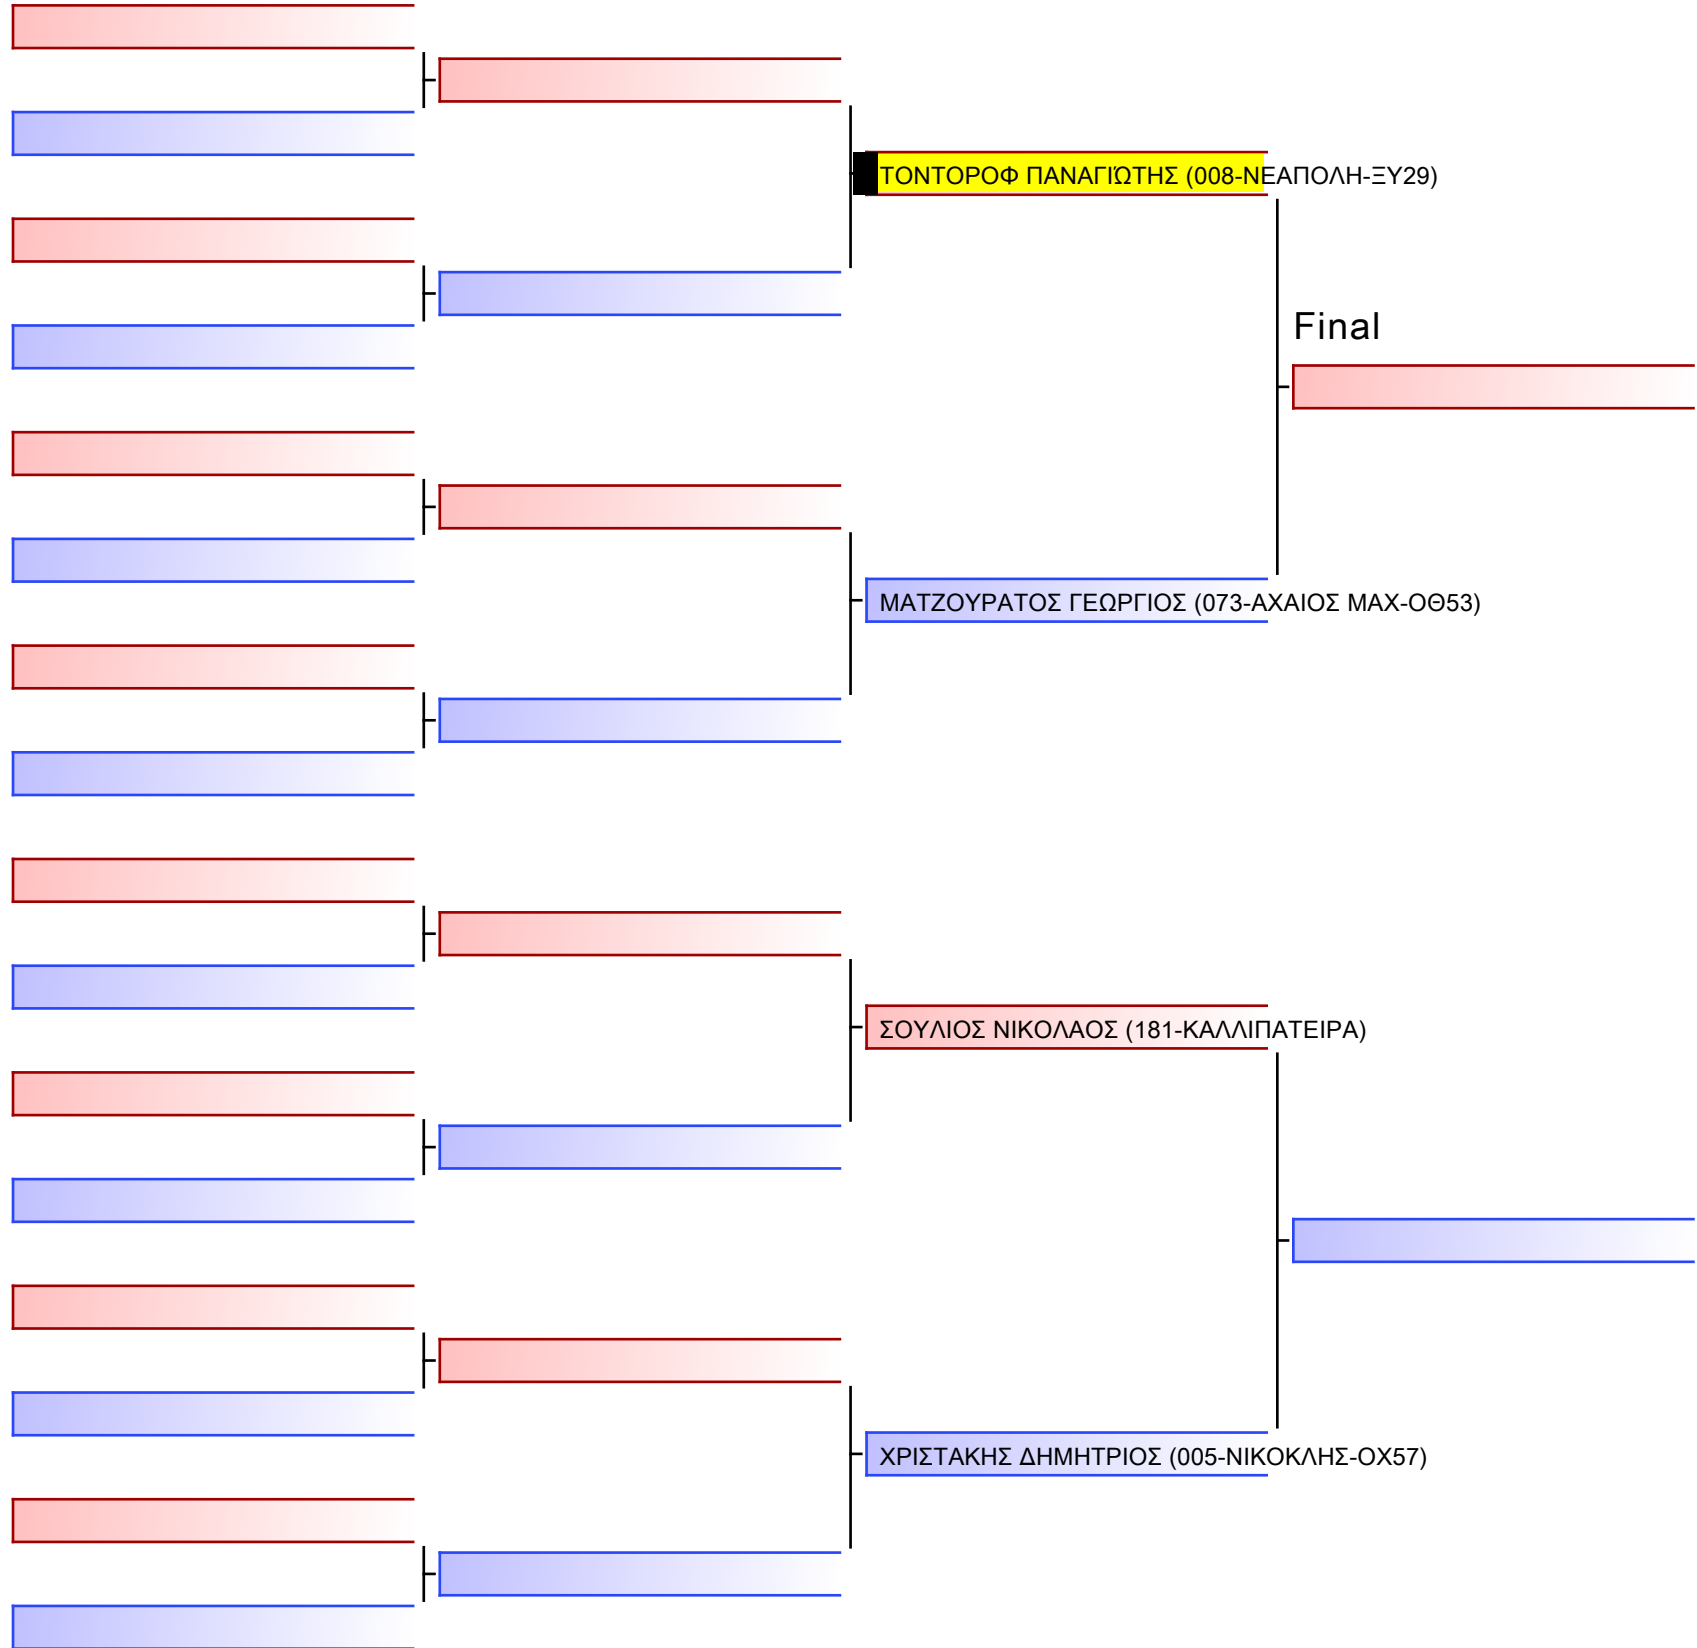 ΤΟΝΤΟΡΟΦ ΠΑΝΑΓΙΏΤΗΣ (008-ΝΕΑΠΟΛΗ-ΞΥ29)
Final
ΜΑΤΖΟΥΡΑΤΟΣ ΓΕΩΡΓΙΟΣ (073-ΑΧΑΙΟΣ ΜΑΧ-ΟΘ53)
ΣΟΥΛΙΟΣ ΝΙΚΟΛΑΟΣ (181-ΚΑΛΛΙΠΑΤΕΙΡΑ)
ΧΡΙΣΤΑΚΗΣ ΔΗΜΗΤΡΙΟΣ (005-ΝΙΚΟΚΛΗΣ-ΟΧ57)